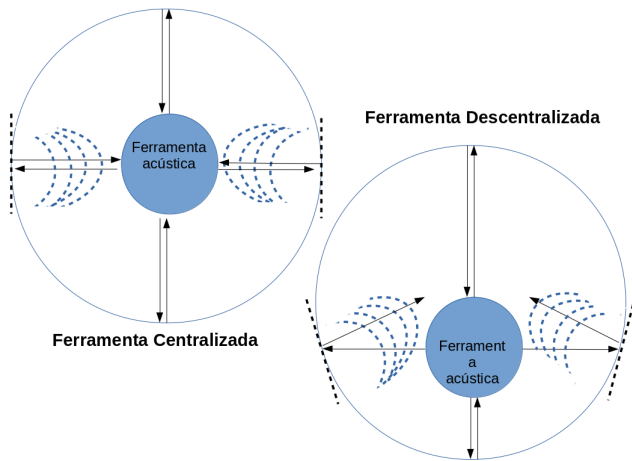 Ferramenta
acústica
Ferramenta Centralizada
Ferramenta Descentralizada
Ferrament
a
acústica